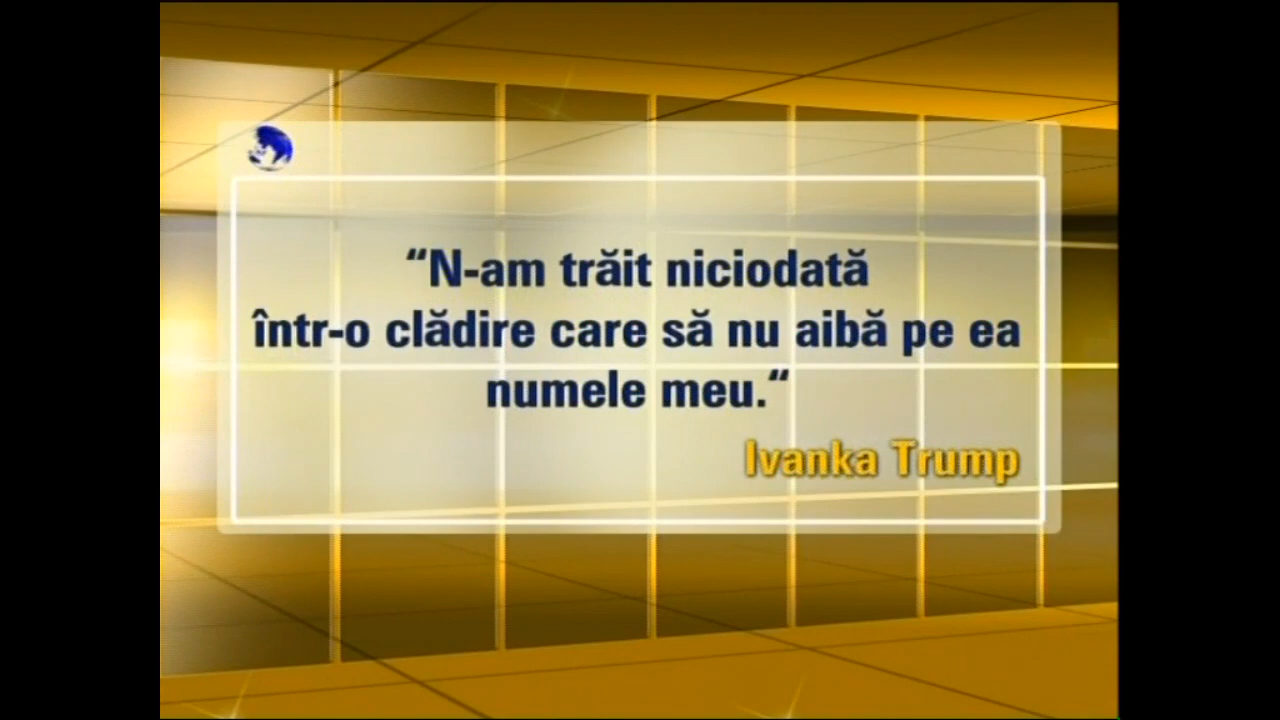 “N-am trăit niciodată
într-o clădire care să nu aibă pe ea
numele meu.“
Ivanka Trump